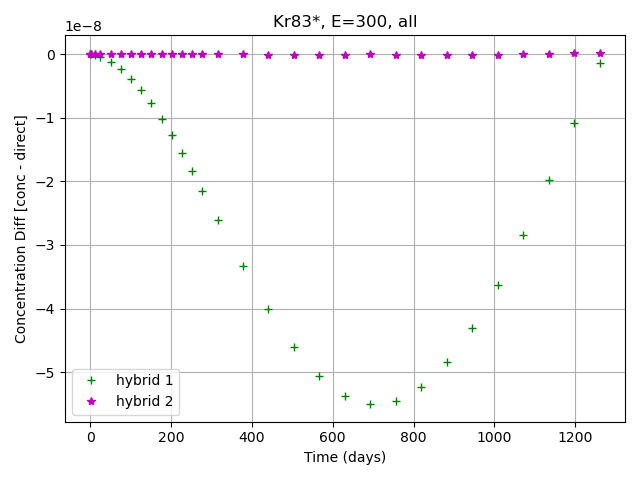 Kr83*, E=300, all
1e−8
0
−1
−2
−3
−4
−5
Concentration Diff [conc - direct]
hybrid 1
hybrid 2
0 200 400 600 800 1000 1200
Time (days)